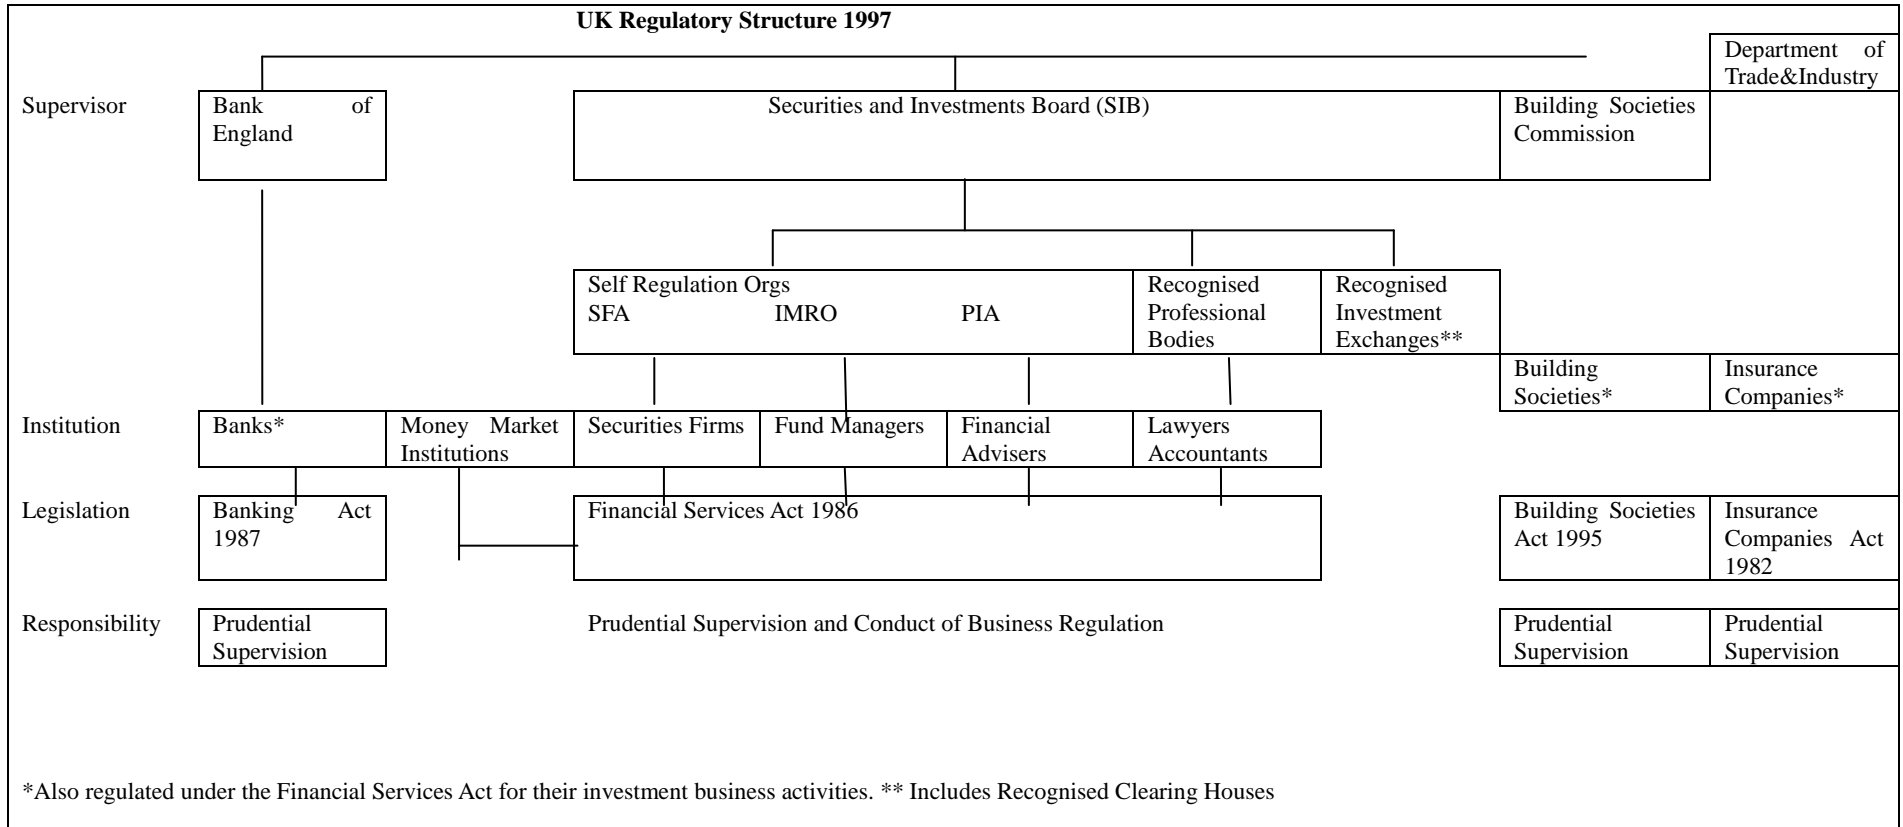 UK Regulatory Structure 1997
Department of
Trade&Industry
Supervisor
Bank of
England
Securities and Investments Board (SIB)
Building Societies
Commission
Self Regulation Orgs
SFA IMRO PIA
Recognised
Professional
Bodies
Recognised
Investment
Exchanges**
Building
Societies*
Insurance
Companies*
Institution
Banks*
Money Market
Institutions
Securities Firms
Fund Managers
Financial
Advisers
Lawyers
Accountants
Legislation
Banking Act
1987
Financial Services Act 1986
Building Societies
Act 1995
Insurance
Companies Act
1982
Responsibility
Prudential
Supervision
Prudential Supervision and Conduct of Business Regulation
Prudential
Supervision
Prudential
Supervision
*Also regulated under the Financial Services Act for their investment business activities. ** Includes Recognised Clearing Houses